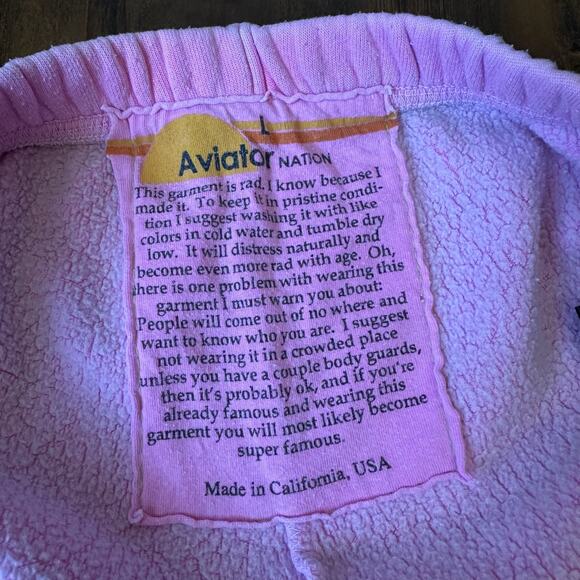 L
Aviator NATION
This garment is rad. I know because I
made it. To keep it in pristine condi-
tion I suggest washing it with like
colors in cold water and tumble dry
low. It will distress naturally and
become even more rad with age. Oh,
there is one problem with wearing this
garment I must warn you about:
People will come out of no where and
want to know who you are. I suggest
not wearing it in a crowded place
unless you have a couple body guards,
then it's probably ok, and if you're
already famous and wearing this
garment you will most likely become
super famous.
Made in California, USA